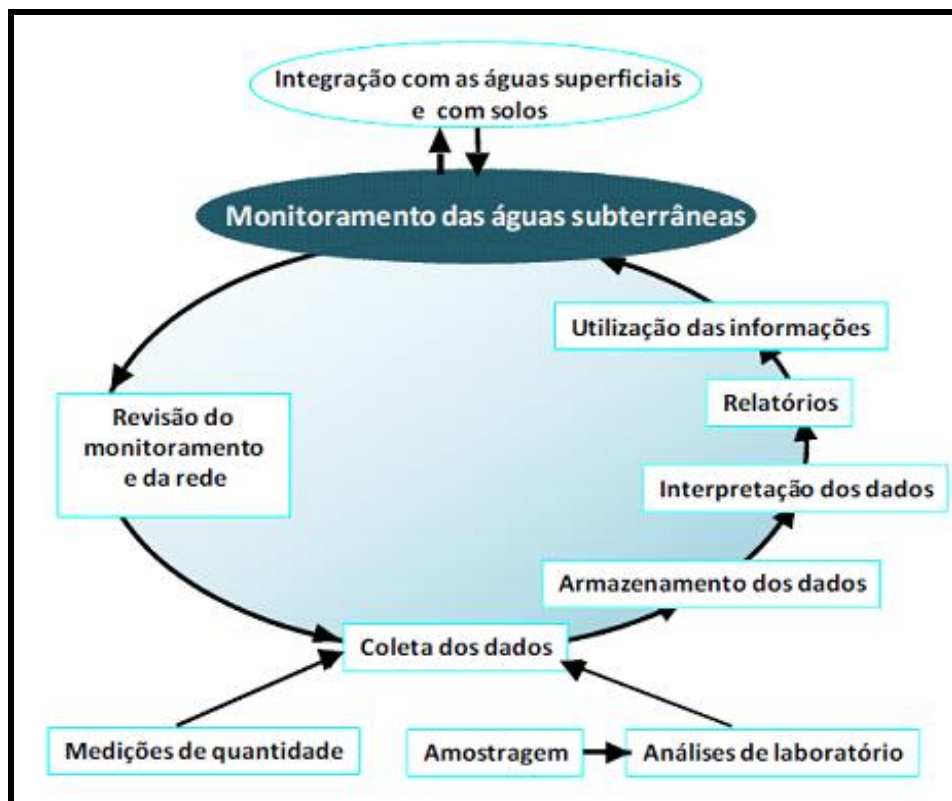 Integração com as águas superficiais
e com solos
Monitoramento das águas subterrâneas
Utilização das informações
Relatórios
Revisão do
monitoramento
e da rede
Interpretação dos dados
Armazenamento dos dados
Coleta dos dados
Medições de quantidade
Amostragem
Análises de laboratório